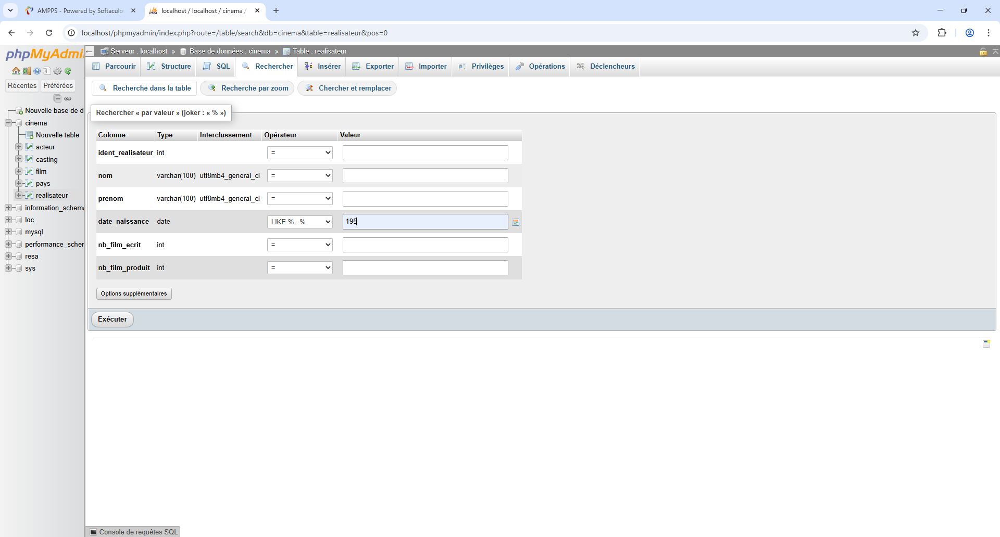 AMPPS - Powered by Softaculo
localhost / localhost / cinema /
localhost/phpmyadmin/index.php?route=/table/search&db=cinema&table=realisateur&pos=0
phpMyAdmi
Récentes
Préférées
Nouvelle base de d
cinema
Nouvelle table
acteur
casting
film
pays
realisateur
information_schema
loc
mysql
performance_scher
resa
sys
Serveur : localhost » Base de données : cinema » Table : realisateur
Parcourir Structure SQL Rechercher Insérer Exporter Importer Privilèges Opérations Déclencheurs
Recherche dans la table Recherche par zoom Chercher et remplacer
Rechercher « par valeur » (joker : « % »)
Colonne Type Interclassement Opérateur Valeur
ident_realisateur int =
nom varchar(100) utf8mb4_general_ci =
prenom varchar(100) utf8mb4_general_ci =
date_naissance date LIKE %...% 195
nb_film_ecrit int =
nb_film_produit int =
Options supplémentaires
Exécuter
Console de requêtes SQL